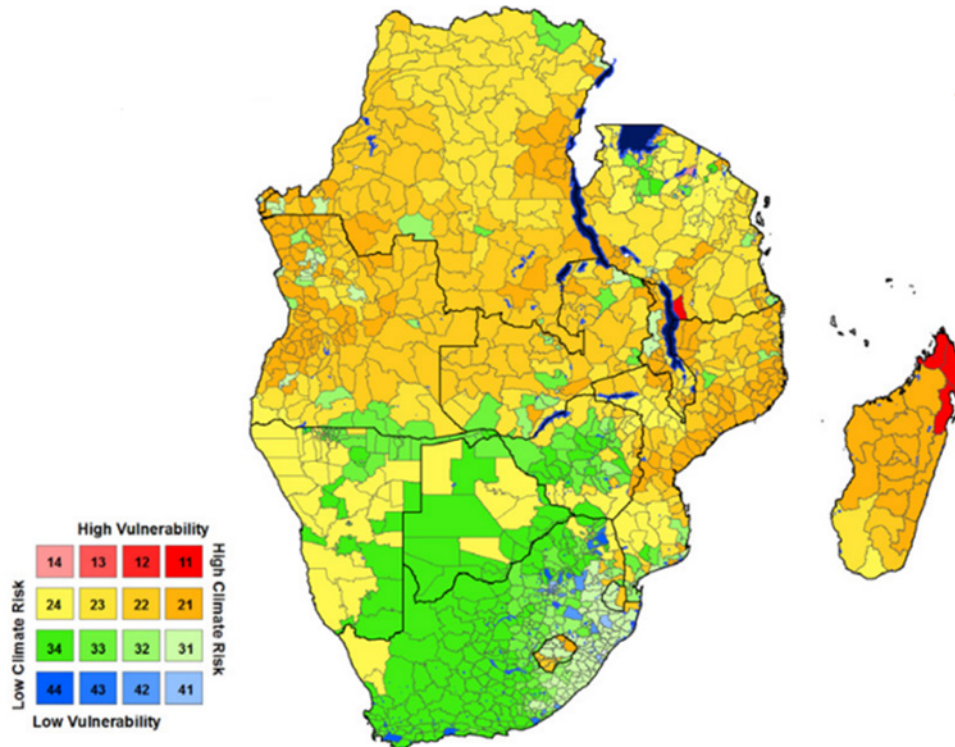 High Vulnerability
14 13 12 11
24 23 22 21
34 33 32 31
44 43 42 41
Low Climate Risk
High Climate Risk
Low Vulnerability